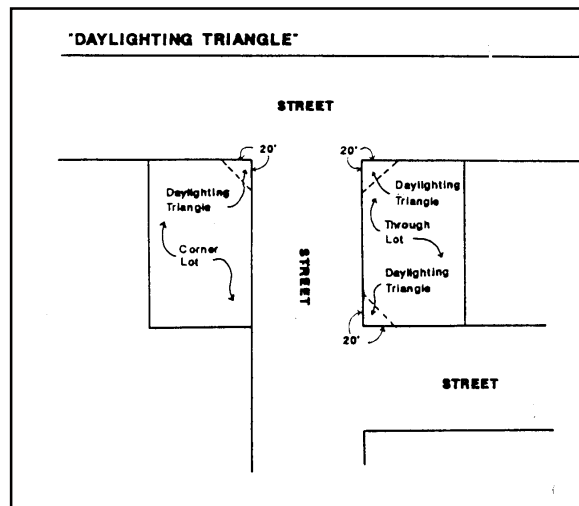 "DAYLIGHTING TRIANGLE"
STREET
20'
20'
Daylighting
Triangle
Daylighting
Triangle
Corner
Lot
Through
Lot
STREET
Daylighting
Triangle
20'
STREET